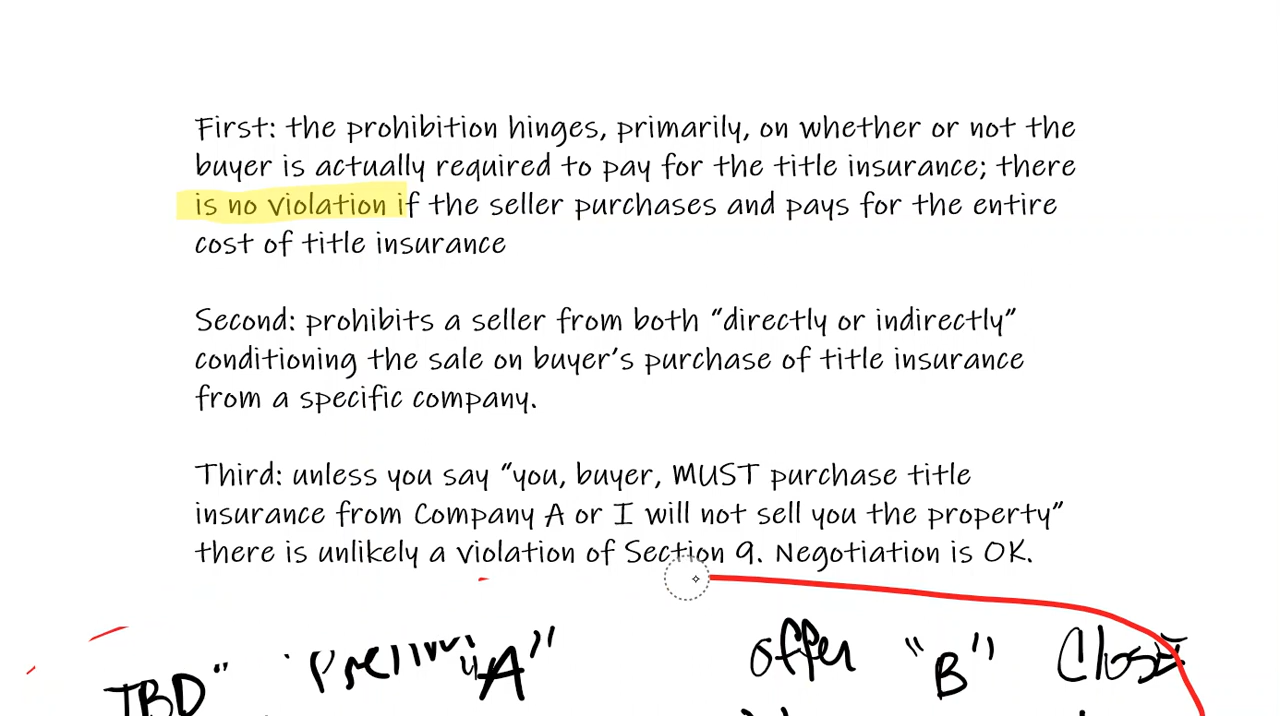 First: the prohibition hinges, primarily, on whether or not the
buyer is actually required to pay for the title insurance; there
is no violation if the seller purchases and pays for the entire
cost of title insurance
Second: prohibits a seller from both “directly or indirectly”
conditioning the sale on buyer’s purchase of title insurance
from a specific company.
Third: unless you say “you, buyer, MUST purchase title
insurance from Company A or I will not sell you the property”
there is unlikely a violation of Section 9. Negotiation is OK.
TBD" "A" offer "B" Close